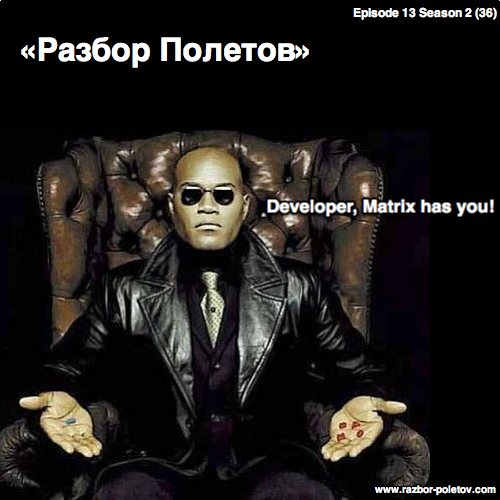 Episode 13 Season 2 (36)
«Разбор Полетов»
.Developer, Matrix has you!
www.razbor-poletov.com